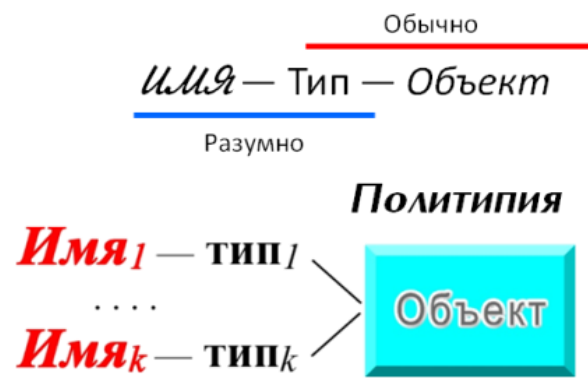 Обычно
имя — Тип — Объект
Разумно
Политипия
Имя1 — тип1
. . . .
Объект
Имяk — типk